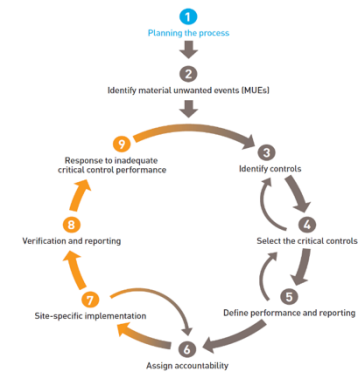 1
Planning the process
2
Identify material unwanted events (MUEs)
9
Response to inadequate
critical control performance
3
Identify controls
8
Verification and reporting
4
Select the critical controls
7
Site-specific implementation
5
Define performance and reporting
6
Assign accountability